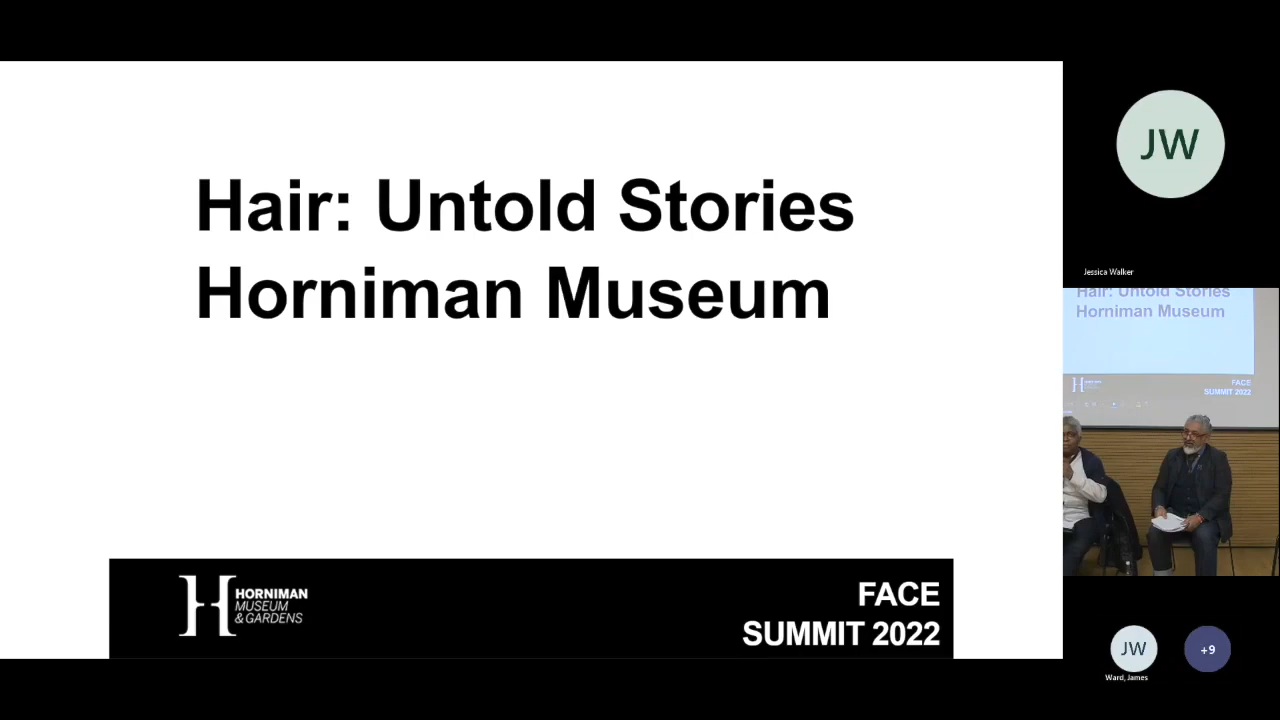 Hair: Untold Stories
Horniman Museum
HORNIMAN
MUSEUM
& GARDENS
FACE
SUMMIT 2022
JW
Jessica Walker
Hair: Untold Stories
Horniman Museum
FACE
SUMMIT 2022
JW
Ward, James
+9